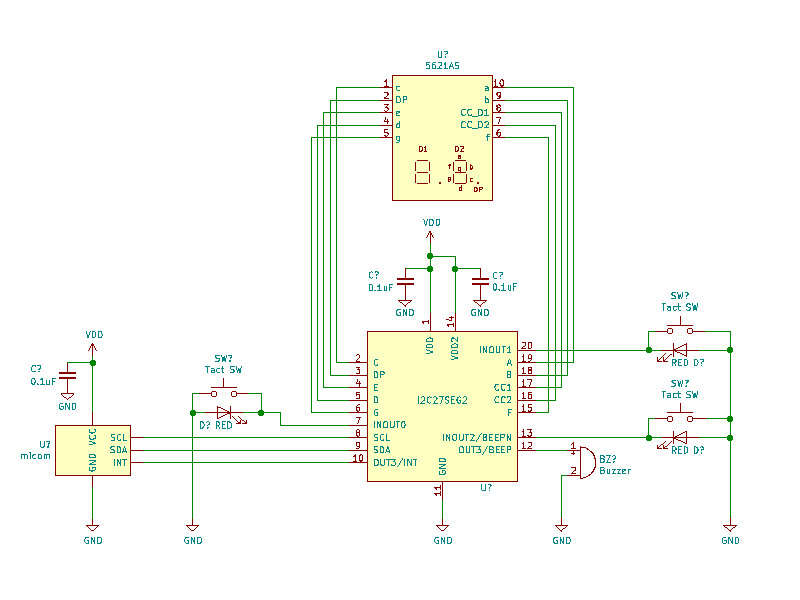 U?
5621AS
1 c a 10
2 DP b 9
3 e CC_D1 8
4 d CC_D2 7
5 g f 6
D1 D2
a
f b
g
e c
d DP
VDD
C?
0.1uF
GND
C?
0.1uF
GND
1
14
VDD
VDD2
2 C
3 DP
4 E
5 D
6 G
7 INOUT0
8 SCL
9 SDA
10 OUT3/INT
I2C27SEG2
INOUT1 20
A 19
B 18
CC1 17
CC2 16
F 15
INOUT2/BEEPN 13
OUT3/BEEP 12
GND
11
U?
GND
VDD
C?
0.1uF
GND
U?
micom
VCC
GND
SCL
SDA
INT
GND
SW?
Tact SW
D? RED
GND
SW?
Tact SW
RED D?
SW?
Tact SW
RED D?
1
+
2
BZ?
Buzzer
GND
GND